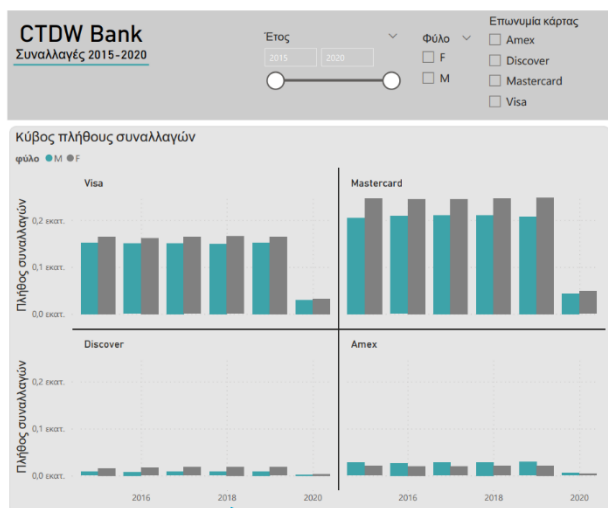 CTDW Bank
Συναλλαγές 2015-2020
Έτος
2015 2020
Φύλο
F
M
Επωνυμία κάρτας
Amex
Discover
Mastercard
Visa
Κύβος πλήθους συναλλαγών
φύλο M F
Visa
Mastercard
Πλήθος συναλλαγών
0,2 εκατ.
0,1 εκατ.
0,0 εκατ.
Discover
Amex
Πλήθος συναλλαγών
0,2 εκατ.
0,1 εκατ.
0,0 εκατ.
2016 2018 2020 2016 2018 2020